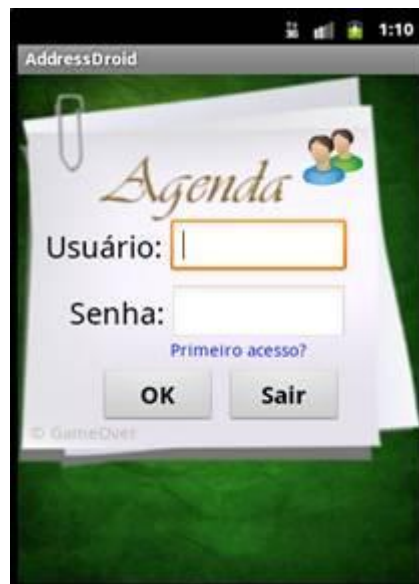 1:10
AddressDroid
Agenda
Usuário:
Senha:
Primeiro acesso?
OK Sair
© GameOver